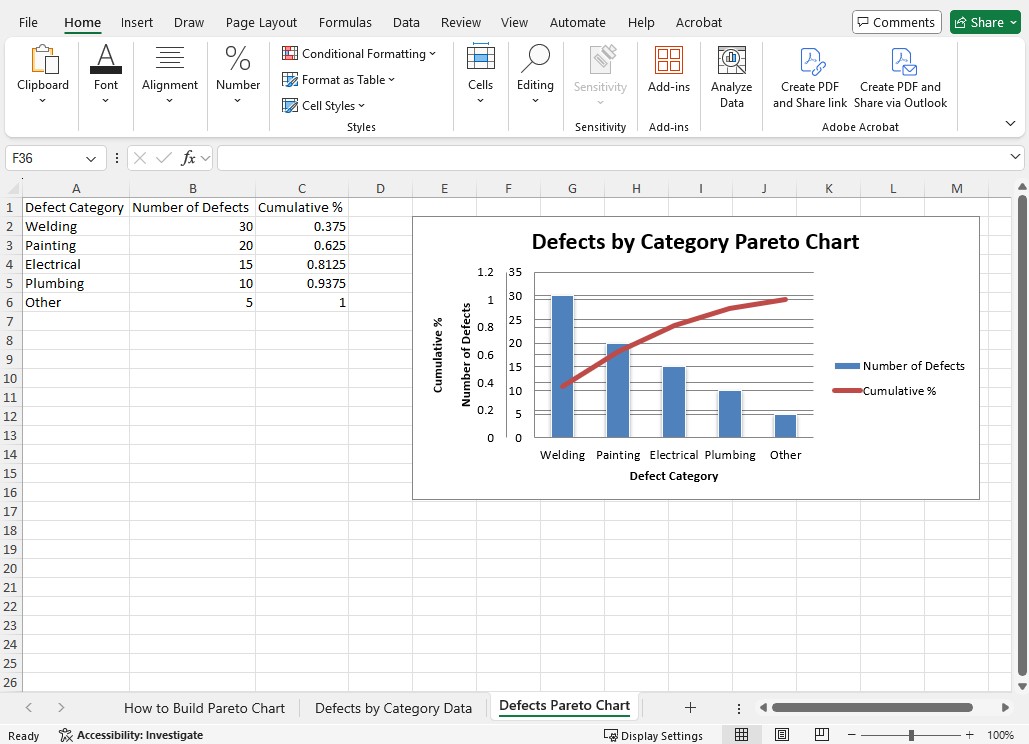 File Home Insert Draw Page Layout Formulas Data Review View Automate Help Acrobat Comments Share
Clipboard Font Alignment % Number
Conditional Formatting
Format as Table
Cell Styles
Styles
Cells Editing Sensitivity Add-ins Analyze Data
Sensitivity Add-ins
Create PDF and Share link Create PDF and Share via Outlook
Adobe Acrobat
F36 fx
A B C D E F G H I J K L M
1 Defect Category Number of Defects Cumulative %
2 Welding 30 0.375
3 Painting 20 0.625
4 Electrical 15 0.8125
5 Plumbing 10 0.9375
6 Other 5 1
7
8
9
10
11
12
13
14
15
16
17
18
19
20
21
22
23
24
25
26
Defects by Category Pareto Chart
Cumulative %
1.2
1
0.8
0.6
0.4
0.2
0
Number of Defects
35
30
25
20
15
10
5
0
Welding Painting Electrical Plumbing Other
Defect Category
Number of Defects
Cumulative %
How to Build Pareto Chart Defects by Category Data Defects Pareto Chart +
Ready Accessibility: Investigate Display Settings − + 100%